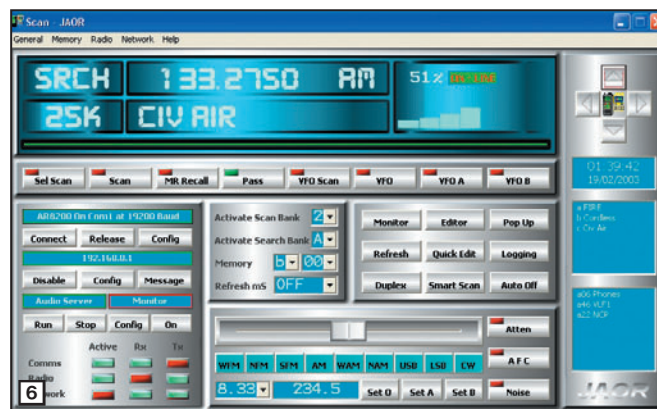 Scan - JAOR
General Memory Radio Network Help
SRCH 133.2750 AM 51%
25K CIV AIR
Sel Scan Scan MR Recall Pass VFO Scan VFO VFO A VFO B
01:39:42
19/02/2003
AR8200 On Com1 at 19200 Baud
Connect Release Config
192.168.0.1
Disable Config Message
Audio Server Monitor
Run Stop Config On
Active Rx Tx
Comms
Radio
Network
Activate Scan Bank 2
Activate Search Bank A
Memory b 00
Refresh mS OFF
Monitor Editor Pop Up
Refresh Quick Edit Logging
Duplex Smart Scan Auto Off
a FIRE
b Cordless
c Civ Air
a06 Phones
a46 VLF1
a22 NCP
Atten
WFM NFM SFM AM WAM NAM USB LSB CW
AFC
8.33 234.5 Set O Set A Set B Noise
JAOR
6